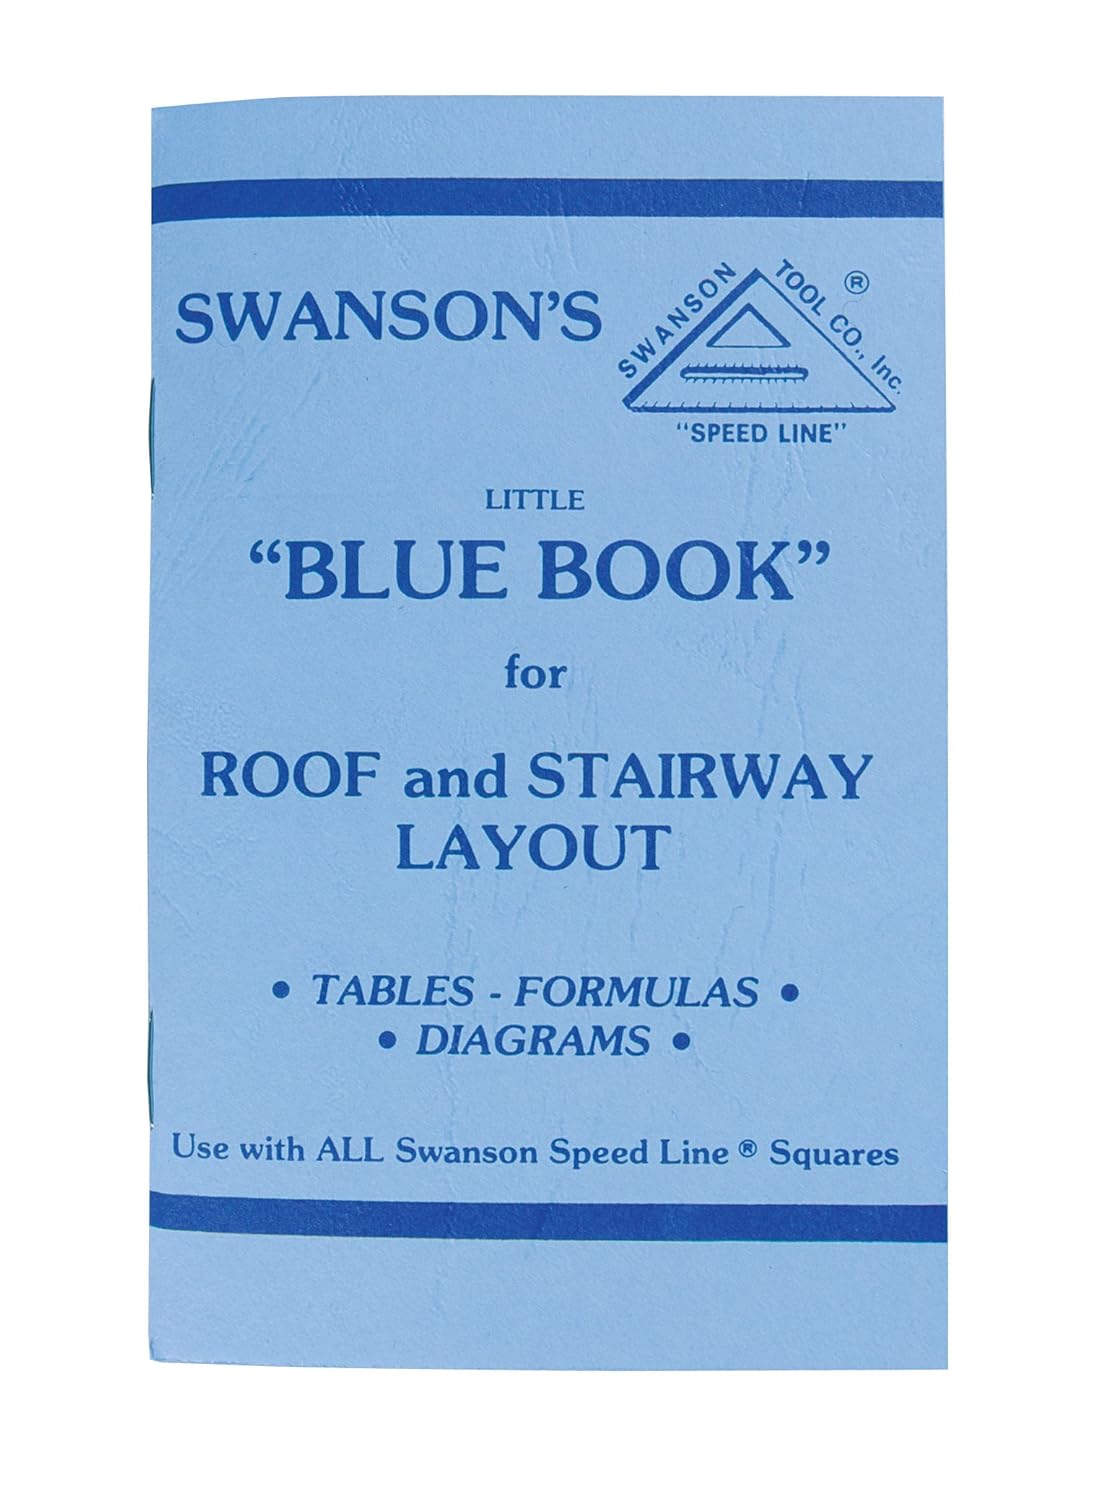 SWANSON'S
SWANSON TOOL CO., Inc. ®
"SPEED LINE"
LITTLE
“BLUE BOOK”
for
ROOF and STAIRWAY
LAYOUT
• TABLES - FORMULAS •
• DIAGRAMS •
Use with ALL Swanson Speed Line ® Squares